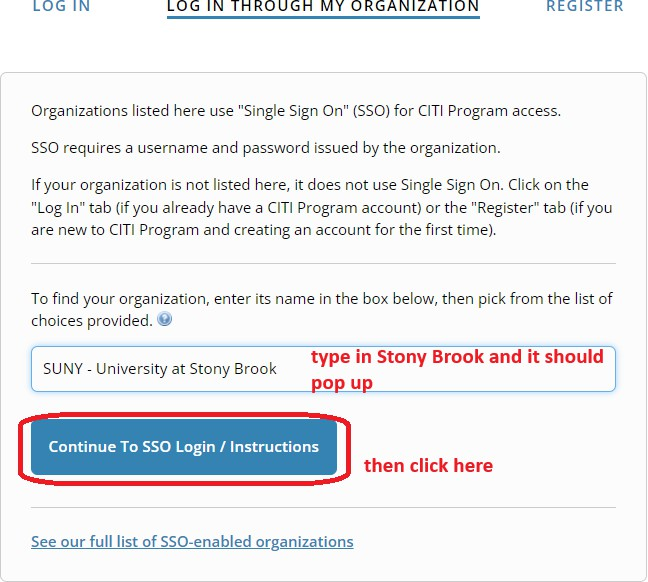 LOG IN
LOG IN THROUGH MY ORGANIZATION
REGISTER
Organizations listed here use "Single Sign On" (SSO) for CITI Program access.
SSO requires a username and password issued by the organization.
If your organization is not listed here, it does not use Single Sign On. Click on the
"Log In" tab (if you already have a CITI Program account) or the "Register" tab (if you
are new to CITI Program and creating an account for the first time).
To find your organization, enter its name in the box below, then pick from the list of
choices provided. ?
SUNY - University at Stony Brook
type in Stony Brook and it should
pop up
Continue To SSO Login / Instructions
then click here
See our full list of SSO-enabled organizations